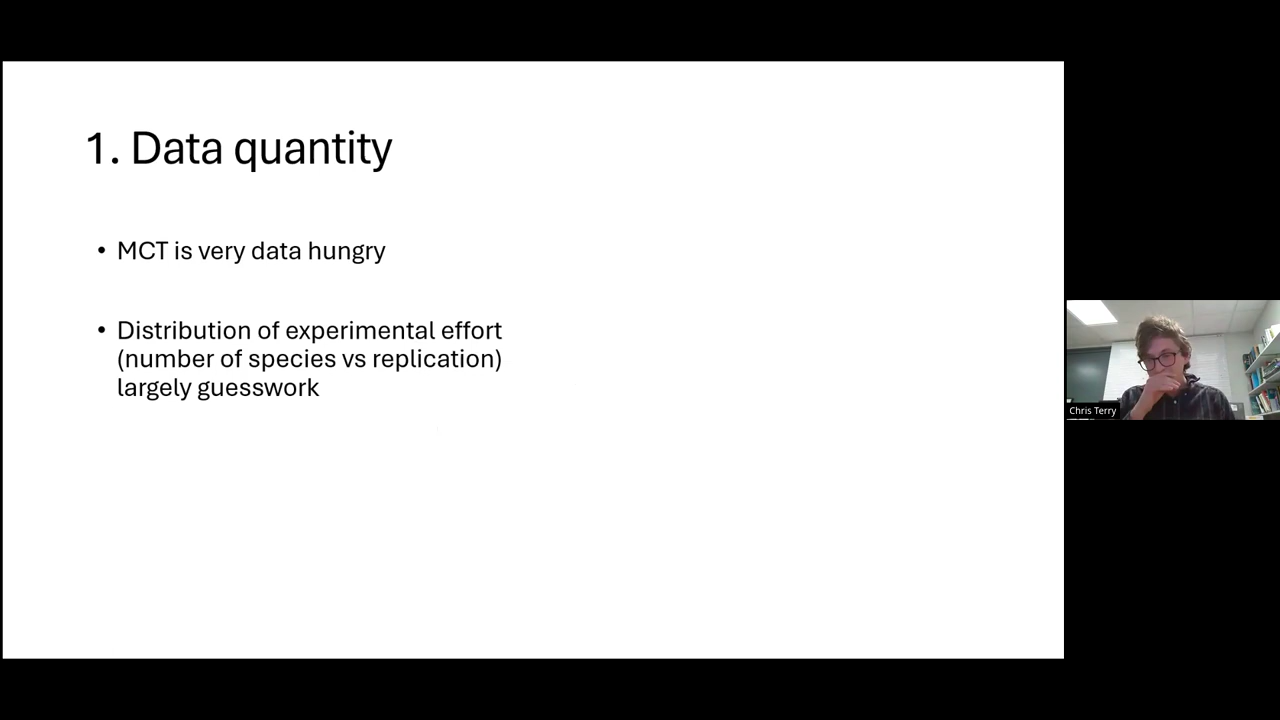 1. Data quantity
• MCT is very data hungry
• Distribution of experimental effort
(number of species vs replication)
largely guesswork
Chris Terry